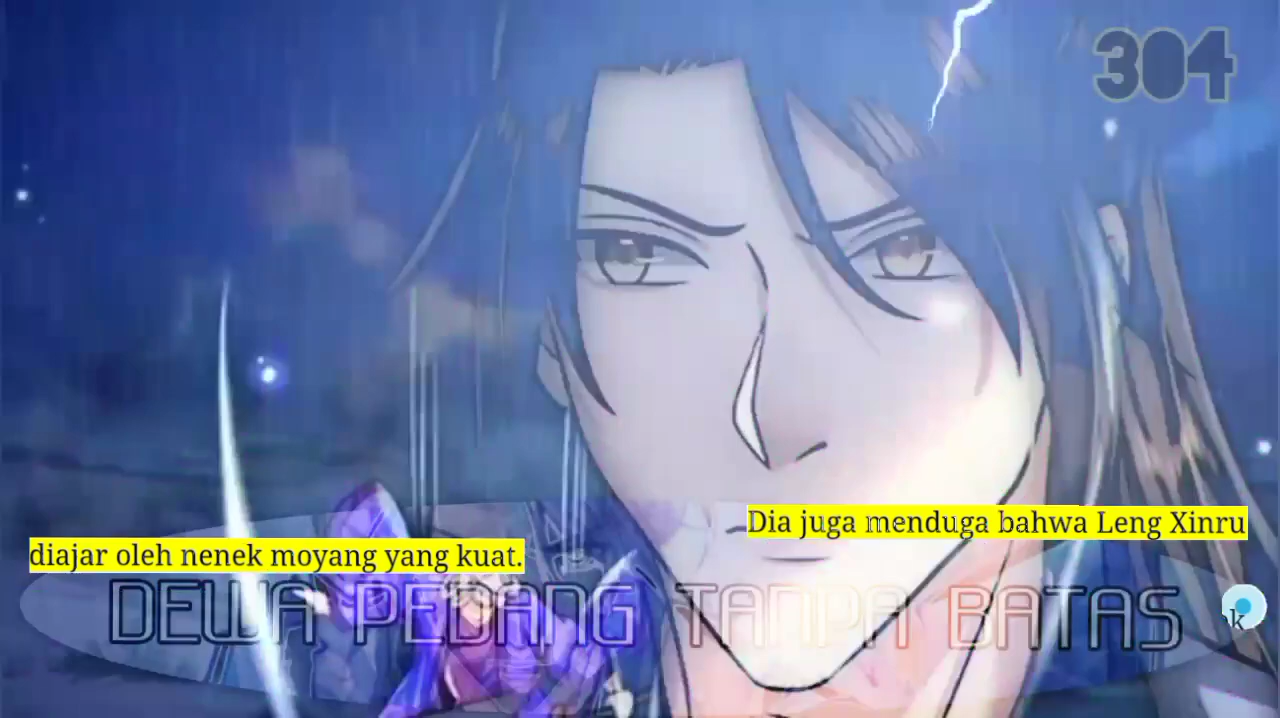 304
Dia juga menduga bahwa Leng Xinru
diajar oleh nenek moyang yang kuat.
DEWA PEDANG TANPA BATAS